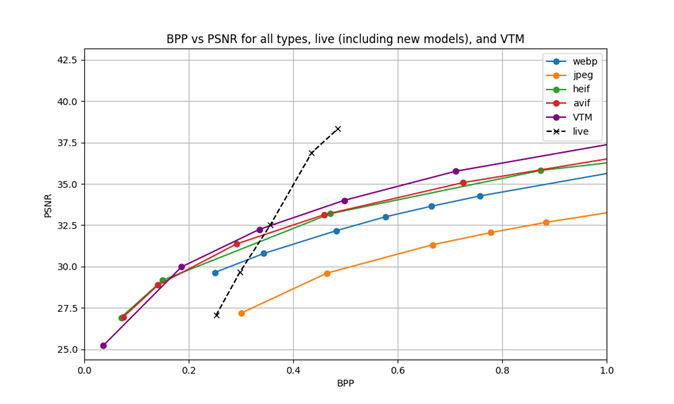 BPP vs PSNR for all types, live (including new models), and VTM
webp
jpeg
heif
avif
VTM
live
PSNR
42.5
40.0
37.5
35.0
32.5
30.0
27.5
25.0
0.0 0.2 0.4 0.6 0.8 1.0
BPP